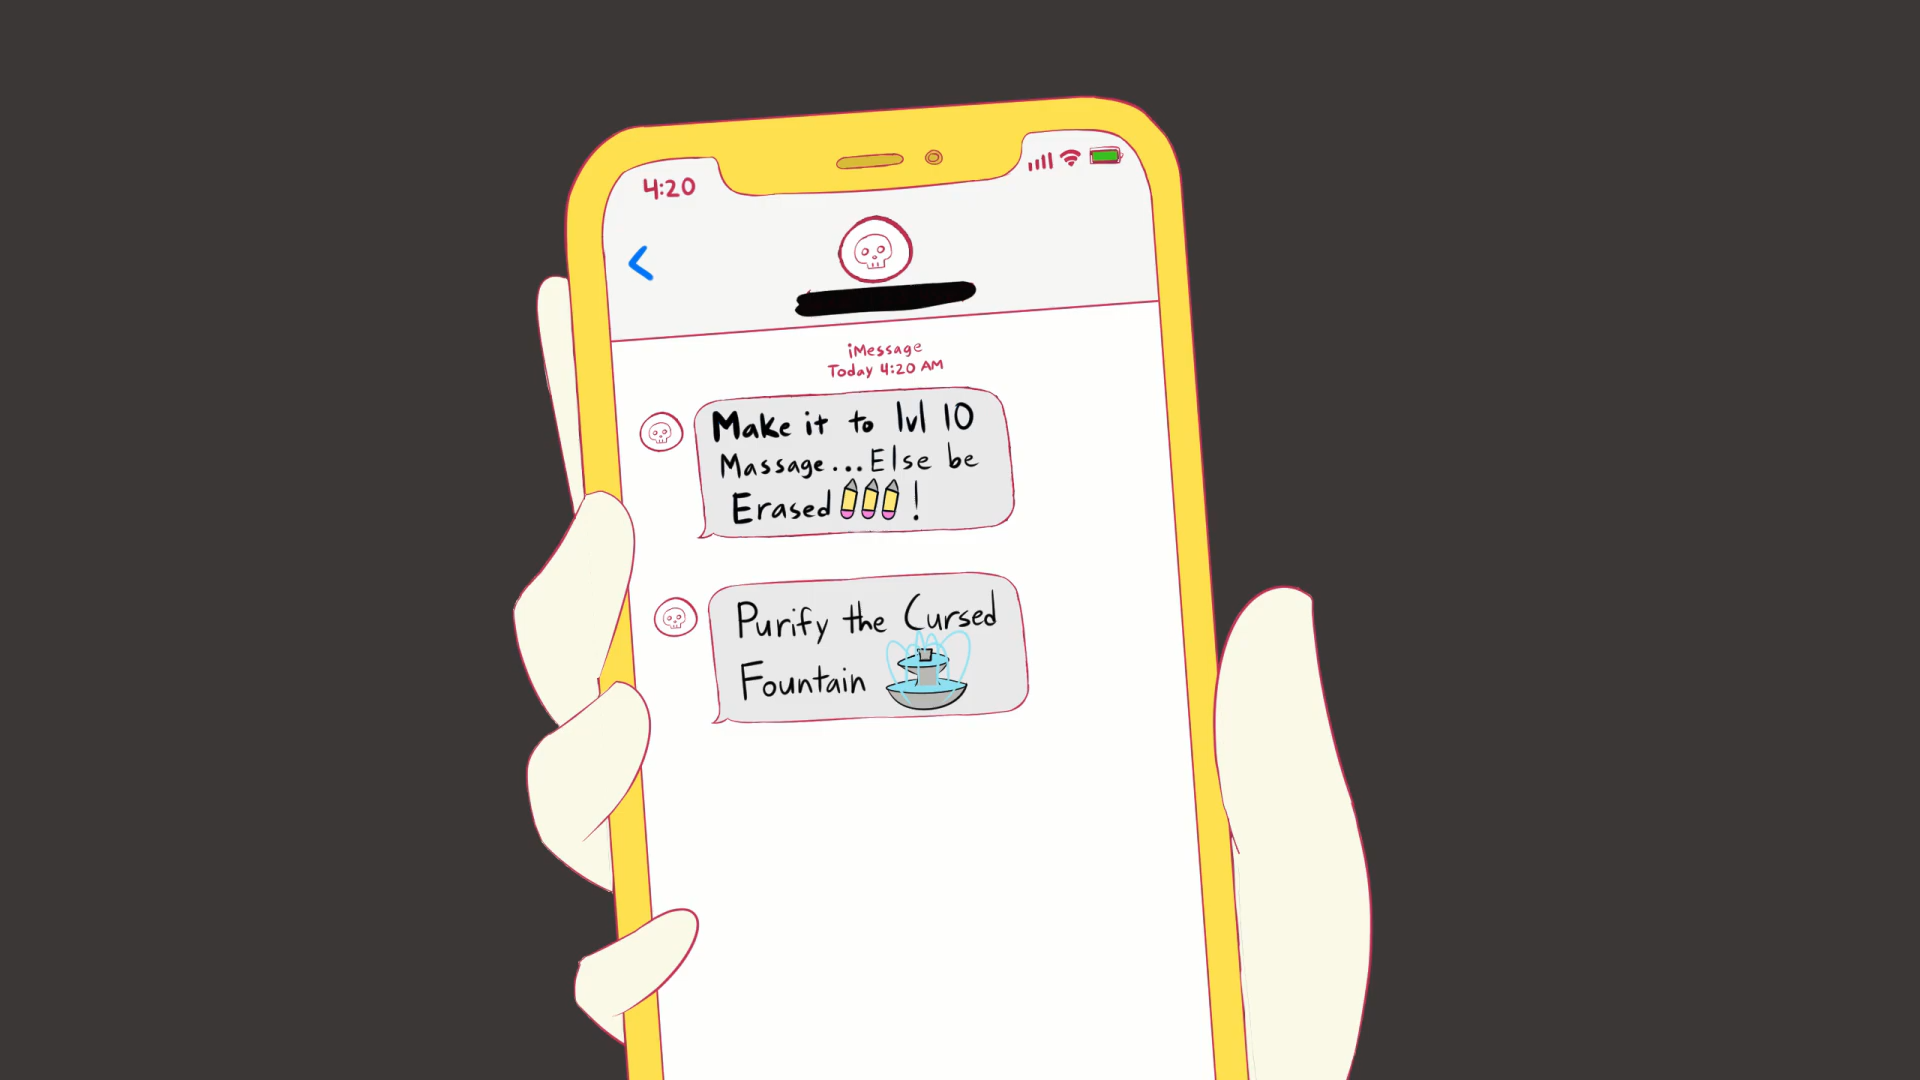 4:20
iMessage
Today 4:20 AM
Make it to lvl 10
Massage...Else be
Erased !
Purify the Cursed
Fountain